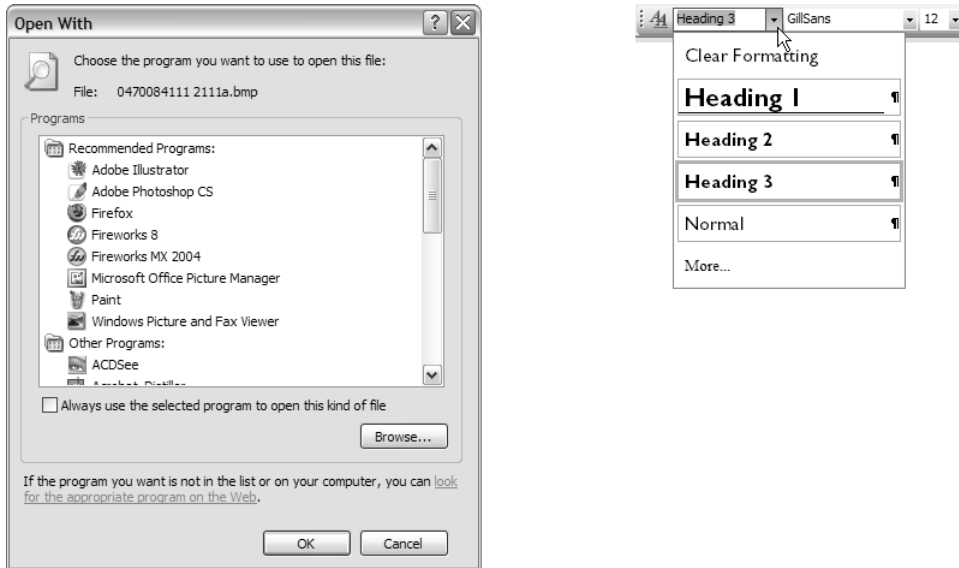 Open With
Choose the program you want to use to open this file:
File: 0470084111 2111a.bmp
Programs
Recommended Programs:
Adobe Illustrator
Adobe Photoshop CS
Firefox
Fireworks 8
Fireworks MX 2004
Microsoft Office Picture Manager
Paint
Windows Picture and Fax Viewer
Other Programs:
ACDSee
Acrobat Distiller
Always use the selected program to open this kind of file
Browse...
If the program you want is not in the list or on your computer, you can look
for the appropriate program on the Web.
OK Cancel
Heading 3 GillSans 12
Clear Formatting
Heading 1 ¶
Heading 2 ¶
Heading 3 ¶
Normal ¶
More...